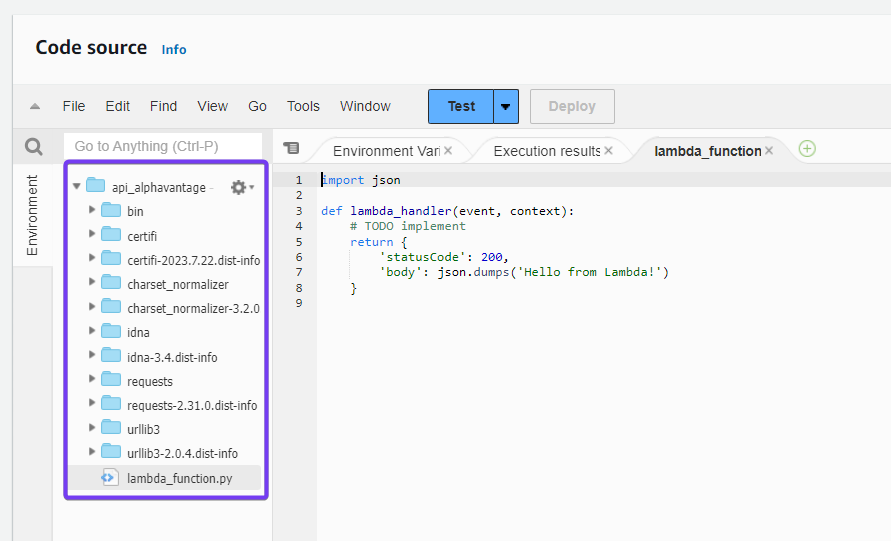 Code source Info
File Edit Find View Go Tools Window Test Deploy
Go to Anything (Ctrl-P)
Environment Vari
Execution results
lambda_function
Environment
api_alphavantage -
bin
certifi
certifi-2023.7.22.dist-info
charset_normalizer
charset_normalizer-3.2.0
idna
idna-3.4.dist-info
requests
requests-2.31.0.dist-info
urllib3
urllib3-2.0.4.dist-info
lambda_function.py
1 import json
2
3 def lambda_handler(event, context):
4     # TODO implement
5     return {
6         'statusCode': 200,
7         'body': json.dumps('Hello from Lambda!')
8     }
9